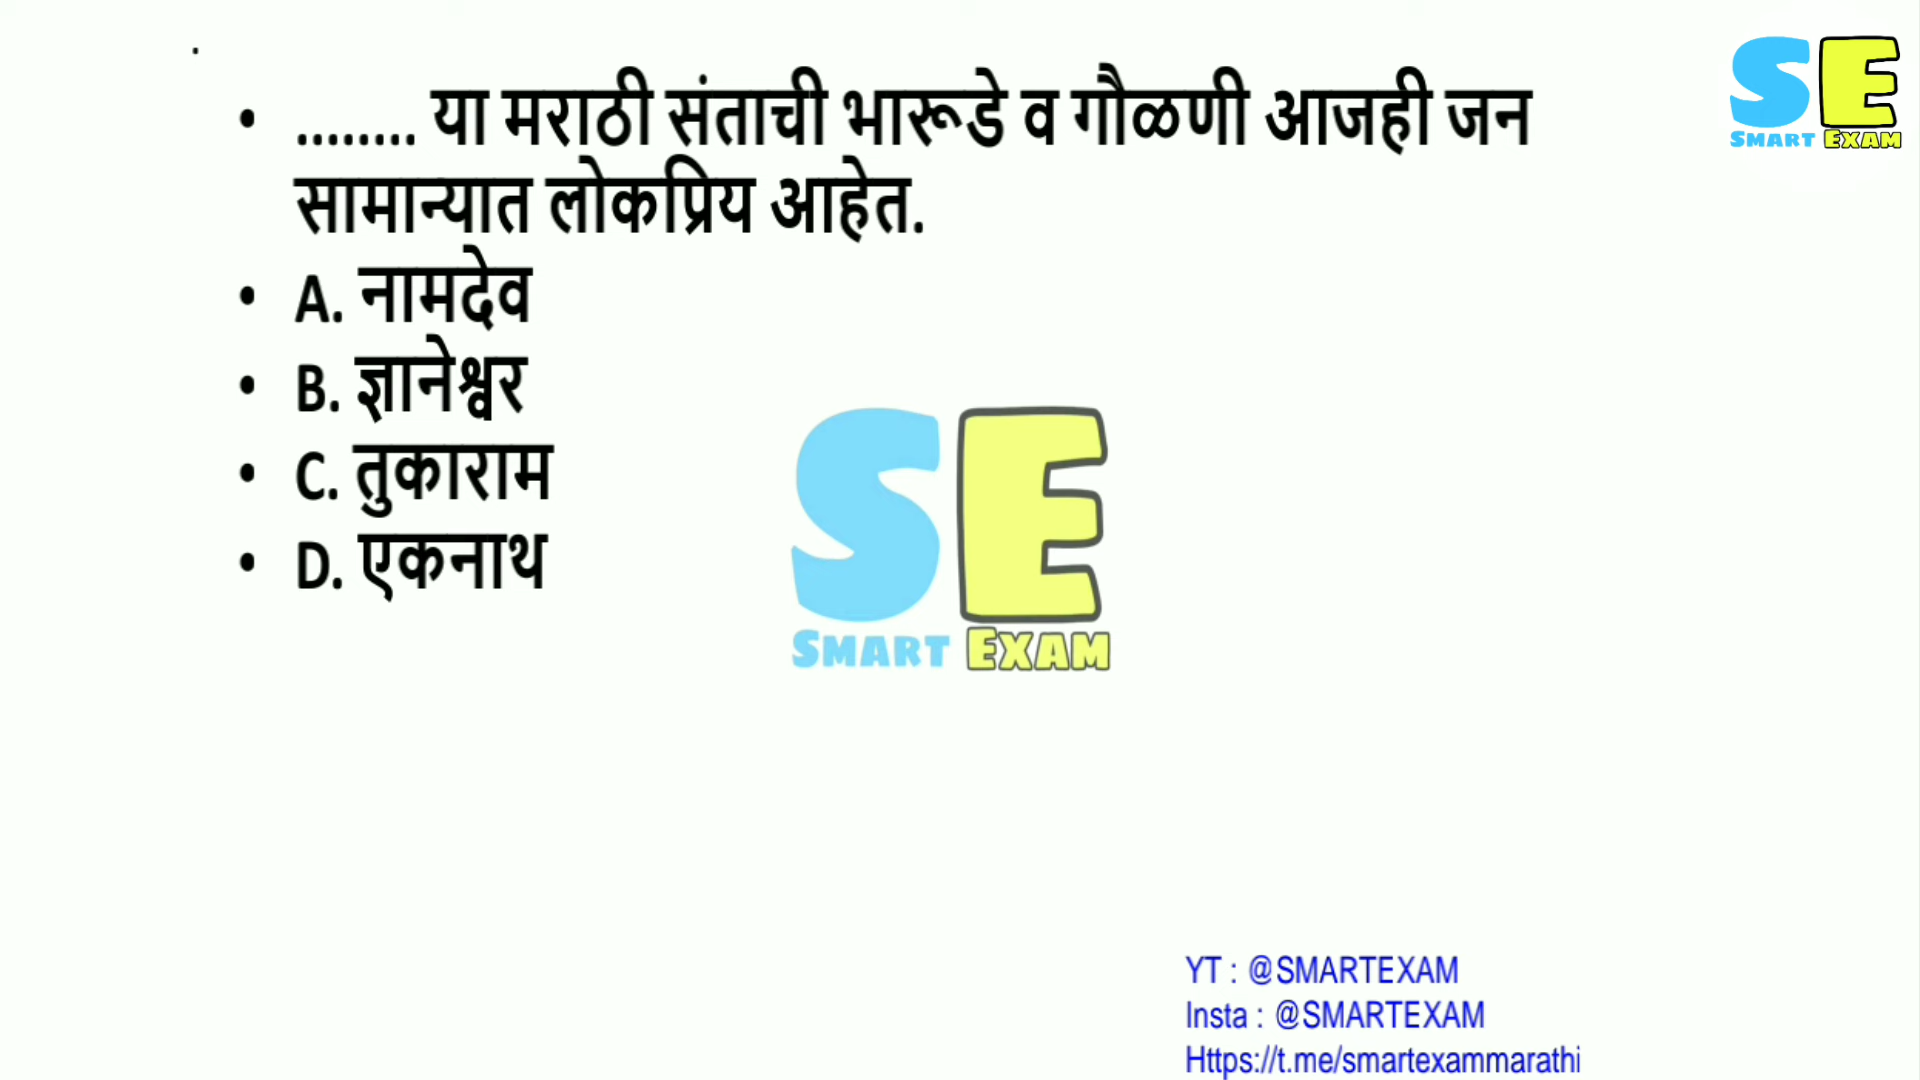 SE
SMART EXAM
• ........ या मराठी संताची भारूडे व गौळणी आजही जन
सामान्यात लोकप्रिय आहेत.
• A. नामदेव
• B. ज्ञानेश्वर
• C. तुकाराम
• D. एकनाथ
SE
SMART EXAM
YT : @SMARTEXAM
Insta : @SMARTEXAM
Https://t.me/smartexammarathi